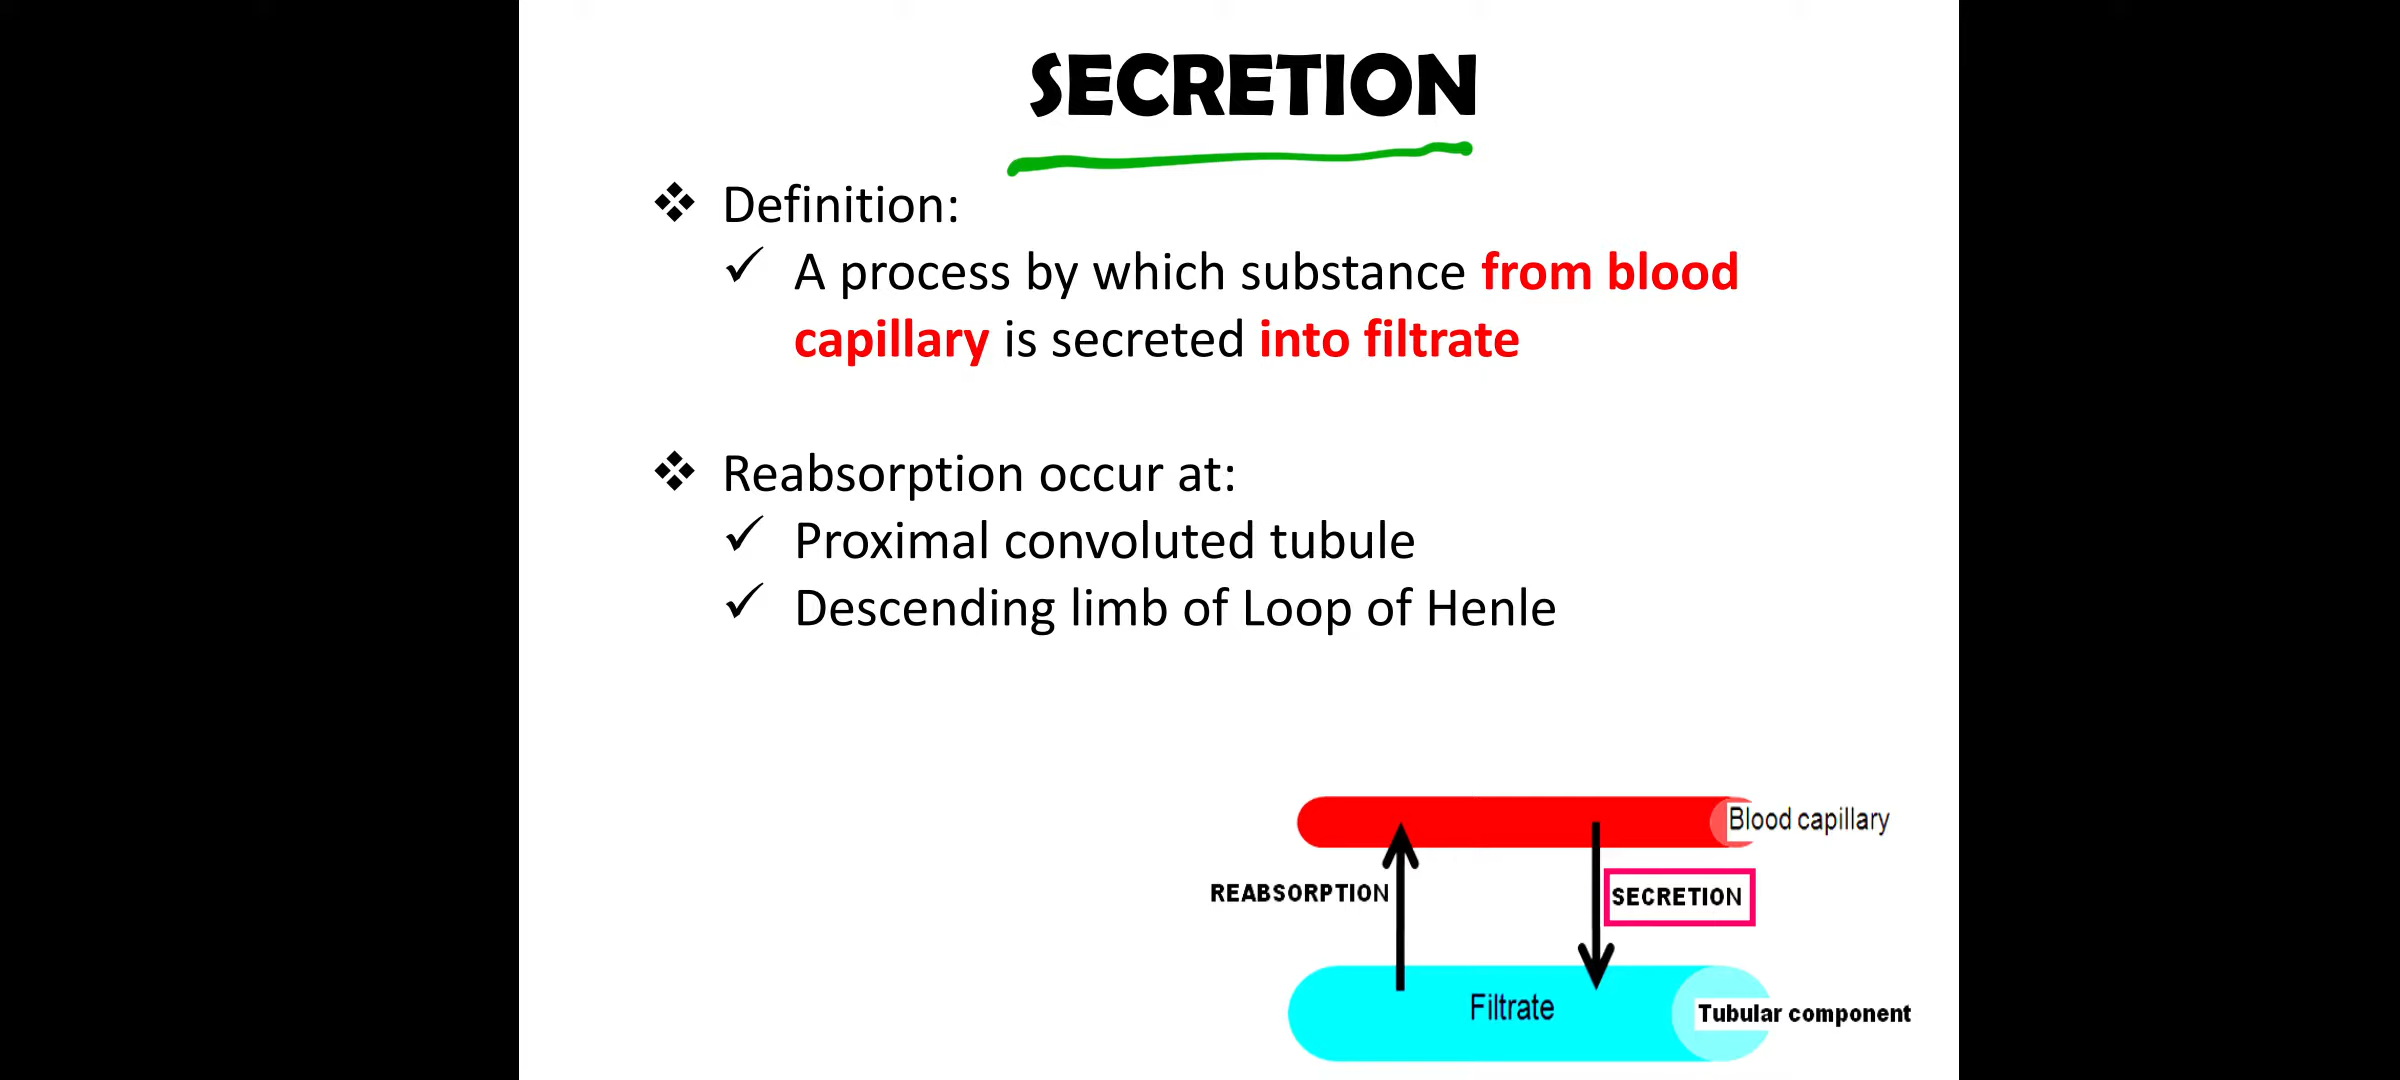 SECRETION
❖ Definition:
✓ A process by which substance from blood
capillary is secreted into filtrate
❖ Reabsorption occur at:
✓ Proximal convoluted tubule
✓ Descending limb of Loop of Henle
Blood capillary
REABSORPTION
SECRETION
Filtrate
Tubular component